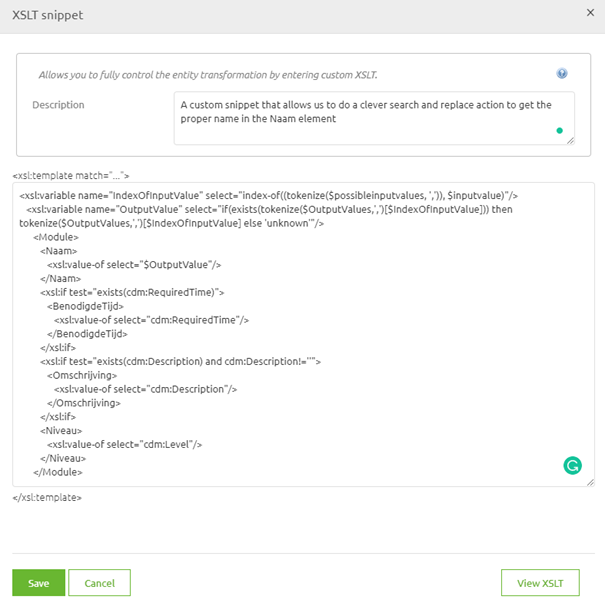 XSLT snippet
×
Allows you to fully control the entity transformation by entering custom XSLT.
Description
A custom snippet that allows us to do a clever search and replace action to get the
proper name in the Naam element
<xsl:template match="...">
<xsl:variable name="IndexOfInputValue" select="index-of((tokenize($possibleinputvalues, ',')), $inputvalue)"/>
<xsl:variable name="OutputValue" select="if(exists(tokenize($OutputValues,',')[$IndexOfInputValue])) then
tokenize($OutputValues,',')[$IndexOfInputValue] else 'unknown'"/>
<Module>
<Naam>
<xsl:value-of select="$OutputValue"/>
</Naam>
<xsl:if test="exists(cdm:RequiredTime)">
<BenodigdeTijd>
<xsl:value-of select="cdm:RequiredTime"/>
</BenodigdeTijd>
</xsl:if>
<xsl:if test="exists(cdm:Description) and cdm:Description!=''">
<Omschrijving>
<xsl:value-of select="cdm:Description"/>
</Omschrijving>
</xsl:if>
<Niveau>
<xsl:value-of select="cdm:Level"/>
</Niveau>
</Module>
</xsl:template>
Save
Cancel
View XSLT